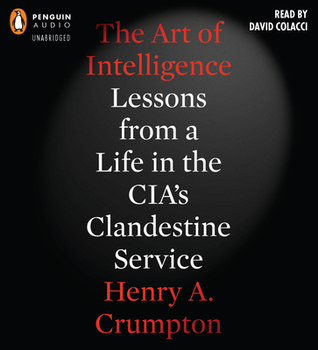 PENGUIN
AUDIO
UNABRIDGED
READ BY
DAVID COLACCI
The Art of
Intelligence
Lessons
from a
Life in the
CIA's
Clandestine
Service
Henry A.
Crumpton